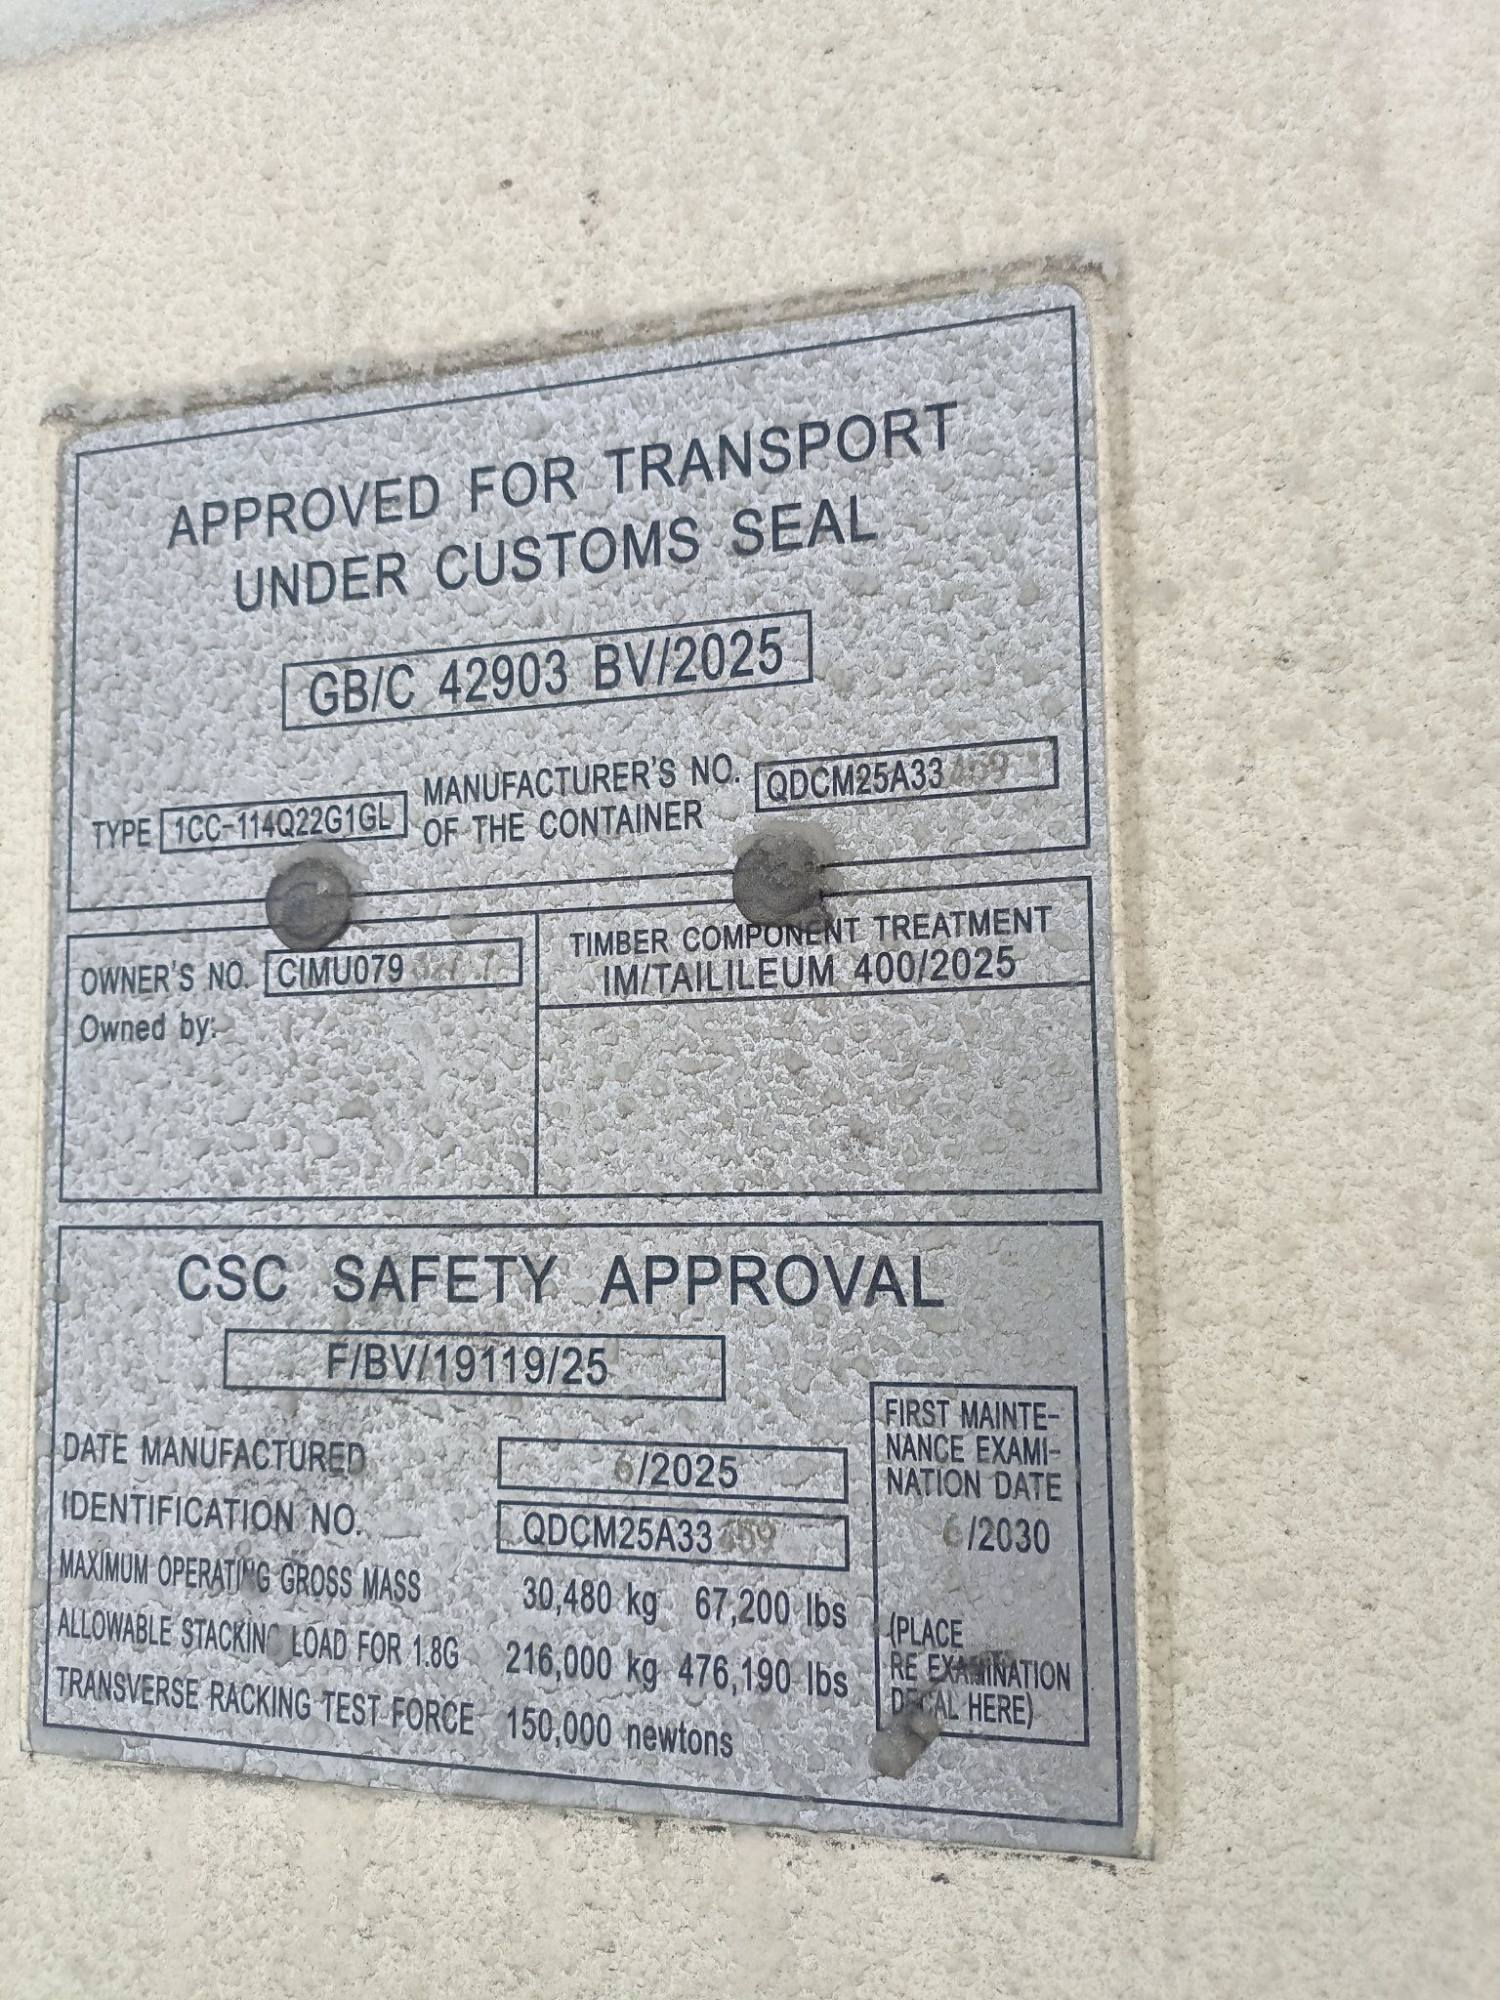 APPROVED FOR TRANSPORT
UNDER CUSTOMS SEAL
GB/C 42903 BV/2025
TYPE 1CC-114Q22G1GL MANUFACTURER'S NO. OF THE CONTAINER QDCM25A33
OWNER'S NO. CIMU079
Owned by:
TIMBER COMPONENT TREATMENT
IM/TAILILEUM 400/2025
CSC SAFETY APPROVAL
F/BV/19119/25
DATE MANUFACTURED 6/2025
IDENTIFICATION NO. QDCM25A33
MAXIMUM OPERATING GROSS MASS 30,480 kg 67,200 lbs
ALLOWABLE STACKING LOAD FOR 1.8G 216,000 kg 476,190 lbs
TRANSVERSE RACKING TEST FORCE 150,000 newtons
FIRST MAINTE-
NANCE EXAMI-
NATION DATE
6/2030
(PLACE
RE EXAMINATION
DECAL HERE)